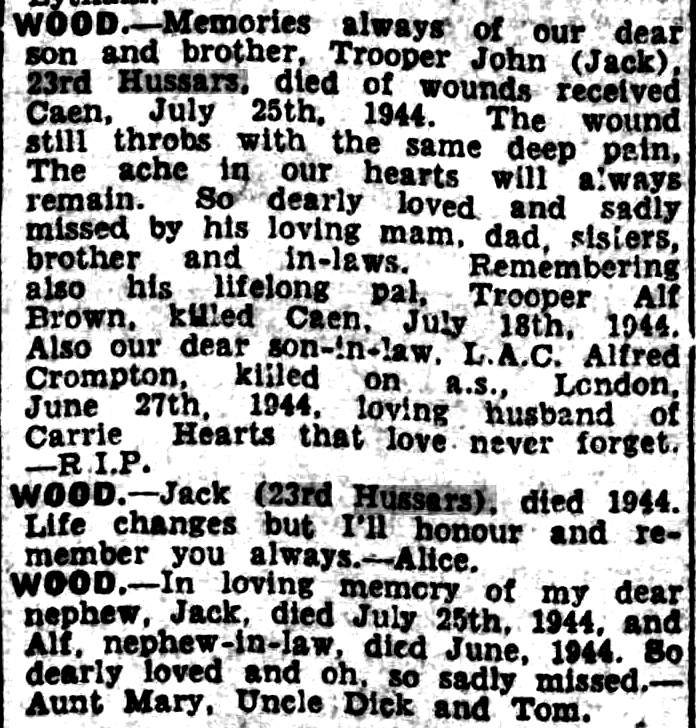 WOOD.—Memories always of our dear
son and brother, Trooper John (Jack),
23rd Hussars, died of wounds received
Caen, July 25th, 1944. The wound
still throbs with the same deep pain,
The ache in our hearts will always
remain. So dearly loved and sadly
missed by his loving mam, dad, sisters,
brother and in-laws. Remembering
also his lifelong pal, Trooper Alf
Brown, killed Caen, July 18th, 1944.
Also our dear son-in-law, L.A.C. Alfred
Crompton, killed on a.s., London,
June 27th, 1944, loving husband of
Carrie Hearts that love never forget.
—R.I.P.
WOOD.—Jack (23rd Hussars), died 1944.
Life changes but I'll honour and re-
member you always.—Alice.
WOOD.—In loving memory of my dear
nephew, Jack, died July 25th, 1944, and
Alf, nephew-in-law, died June, 1944. So
dearly loved and oh, so sadly missed.—
Aunt Mary, Uncle Dick and Tom.